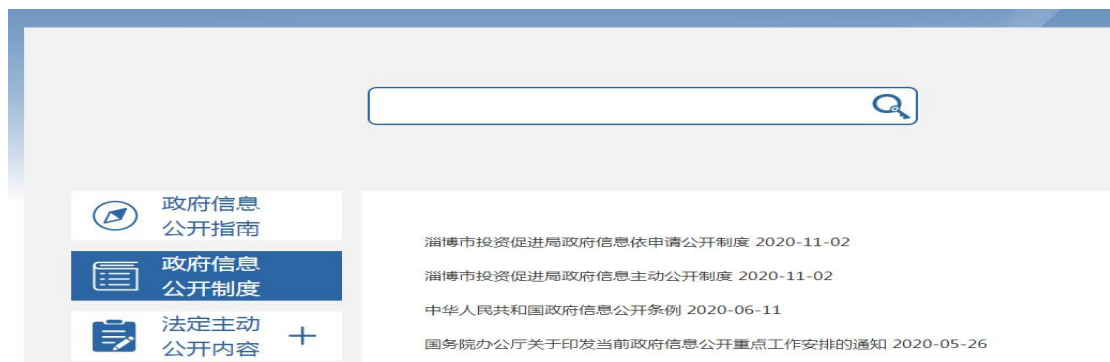 政府信息
公开指南
政府信息
公开制度
法定主动
公开内容
淄博市投资促进局政府信息依申请公开制度 2020-11-02
淄博市投资促进局政府信息主动公开制度 2020-11-02
中华人民共和国政府信息公开条例 2020-06-11
国务院办公厅关于印发当前政府信息公开重点工作安排的通知 2020-05-26